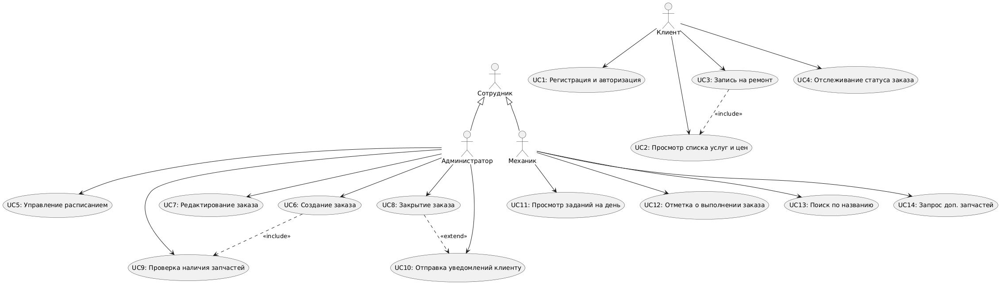 Клиент
UC1: Регистрация и авторизация
UC3: Запись на ремонт
UC4: Отслеживание статуса заказа
Сотрудник
«include»
UC2: Просмотр списка услуг и цен
Администратор
Механик
UC5: Управление расписанием
UC7: Редактирование заказа
UC6: Создание заказа
UC8: Закрытие заказа
UC11: Просмотр заданий на день
UC12: Отметка о выполнении заказа
UC13: Поиск по названию
UC14: Запрос доп. запчастей
«include»
«extend»
UC9: Проверка наличия запчастей
UC10: Отправка уведомлений клиенту